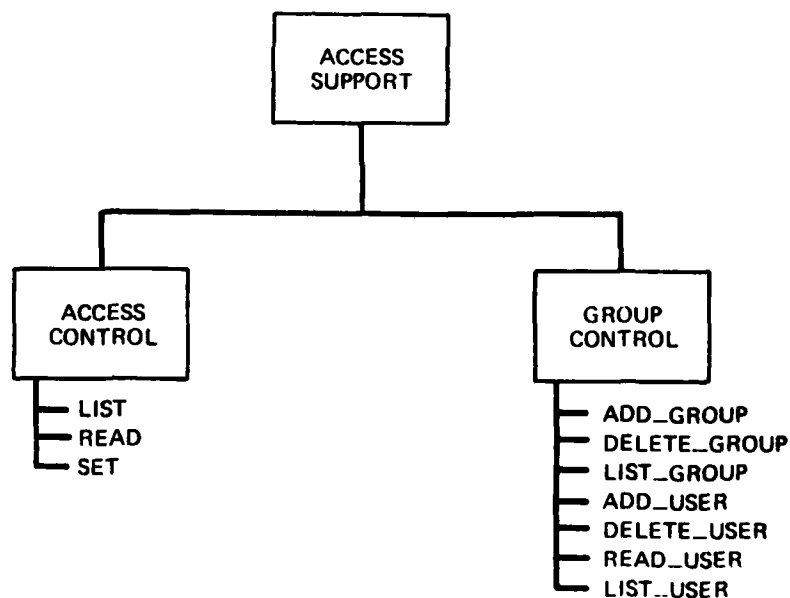 ACCESS
SUPPORT
ACCESS
CONTROL
LIST
READ
SET
GROUP
CONTROL
ADD_GROUP
DELETE_GROUP
LIST_GROUP
ADD_USER
DELETE_USER
READ_USER
LIST_USER